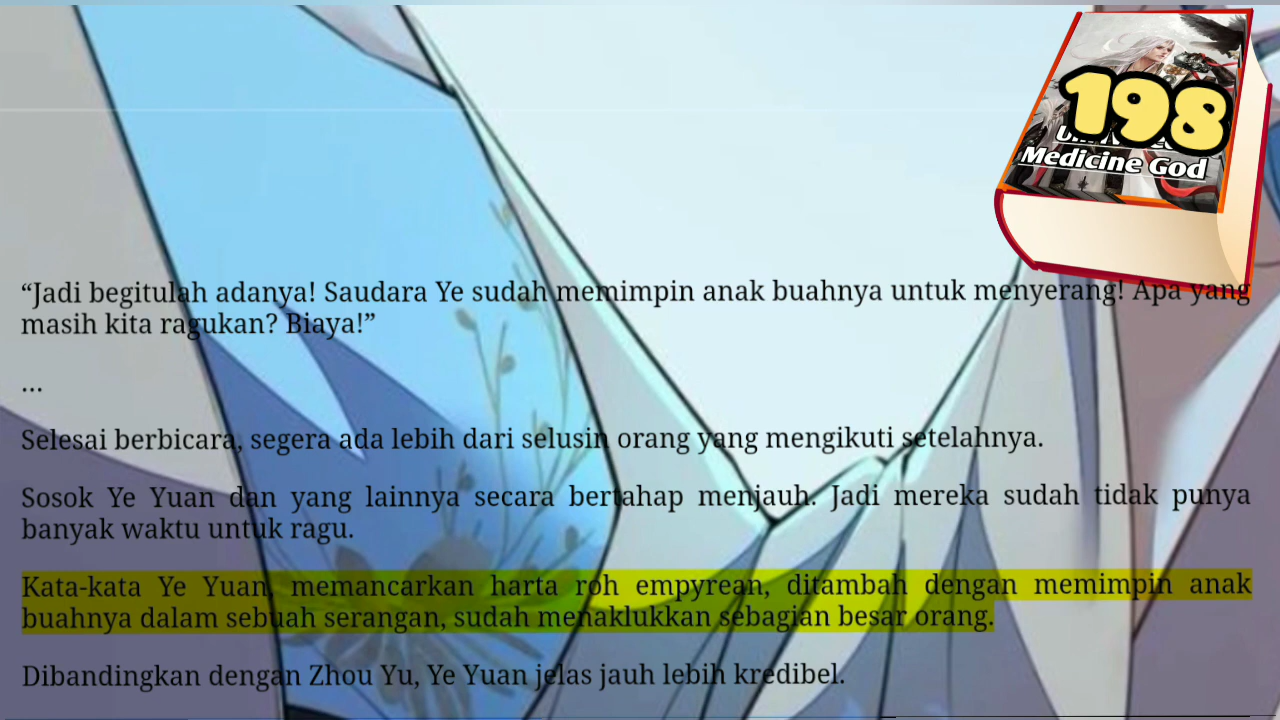 198
Medicine God
“Jadi begitulah adanya! Saudara Ye sudah memimpin anak buahnya untuk menyerang! Apa yang
masih kita ragukan? Biaya!”
...
Selesai berbicara, segera ada lebih dari selusin orang yang mengikuti setelahnya.
Sosok Ye Yuan dan yang lainnya secara bertahap menjauh. Jadi mereka sudah tidak punya
banyak waktu untuk ragu.
Kata-kata Ye Yuan, memancarkan harta roh empyrean, ditambah dengan memimpin anak
buahnya dalam sebuah serangan, sudah menaklukkan sebagian besar orang.
Dibandingkan dengan Zhou Yu, Ye Yuan jelas jauh lebih kredibel.